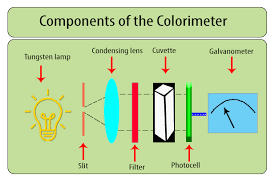 Components of the Colorimeter
Tungsten lamp
Condensing lens
Cuvette
Galvanometer
Slit
Filter
Photocell